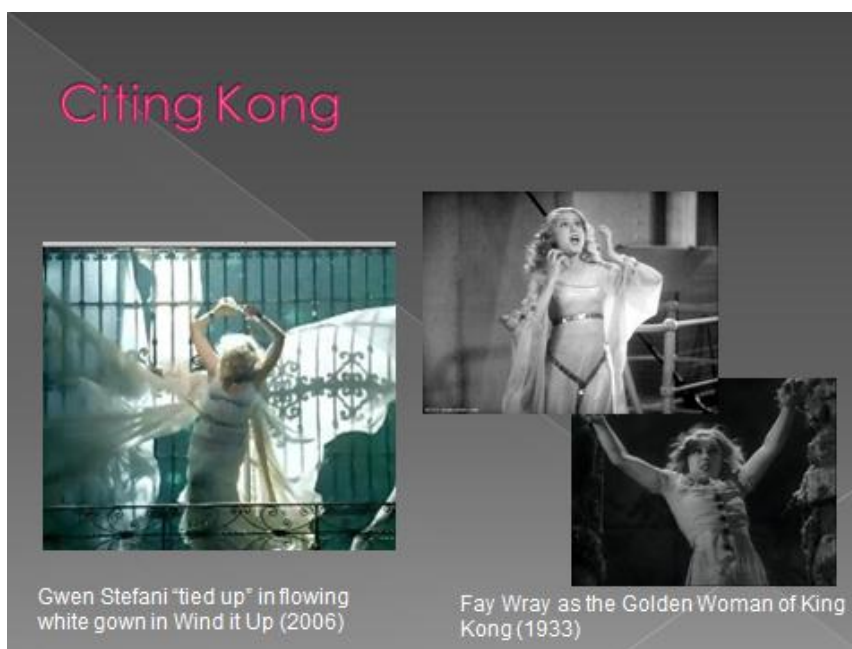 Citing Kong
Gwen Stefani “tied up” in flowing
white gown in Wind it Up (2006)
Fay Wray as the Golden Woman of King
Kong (1933)